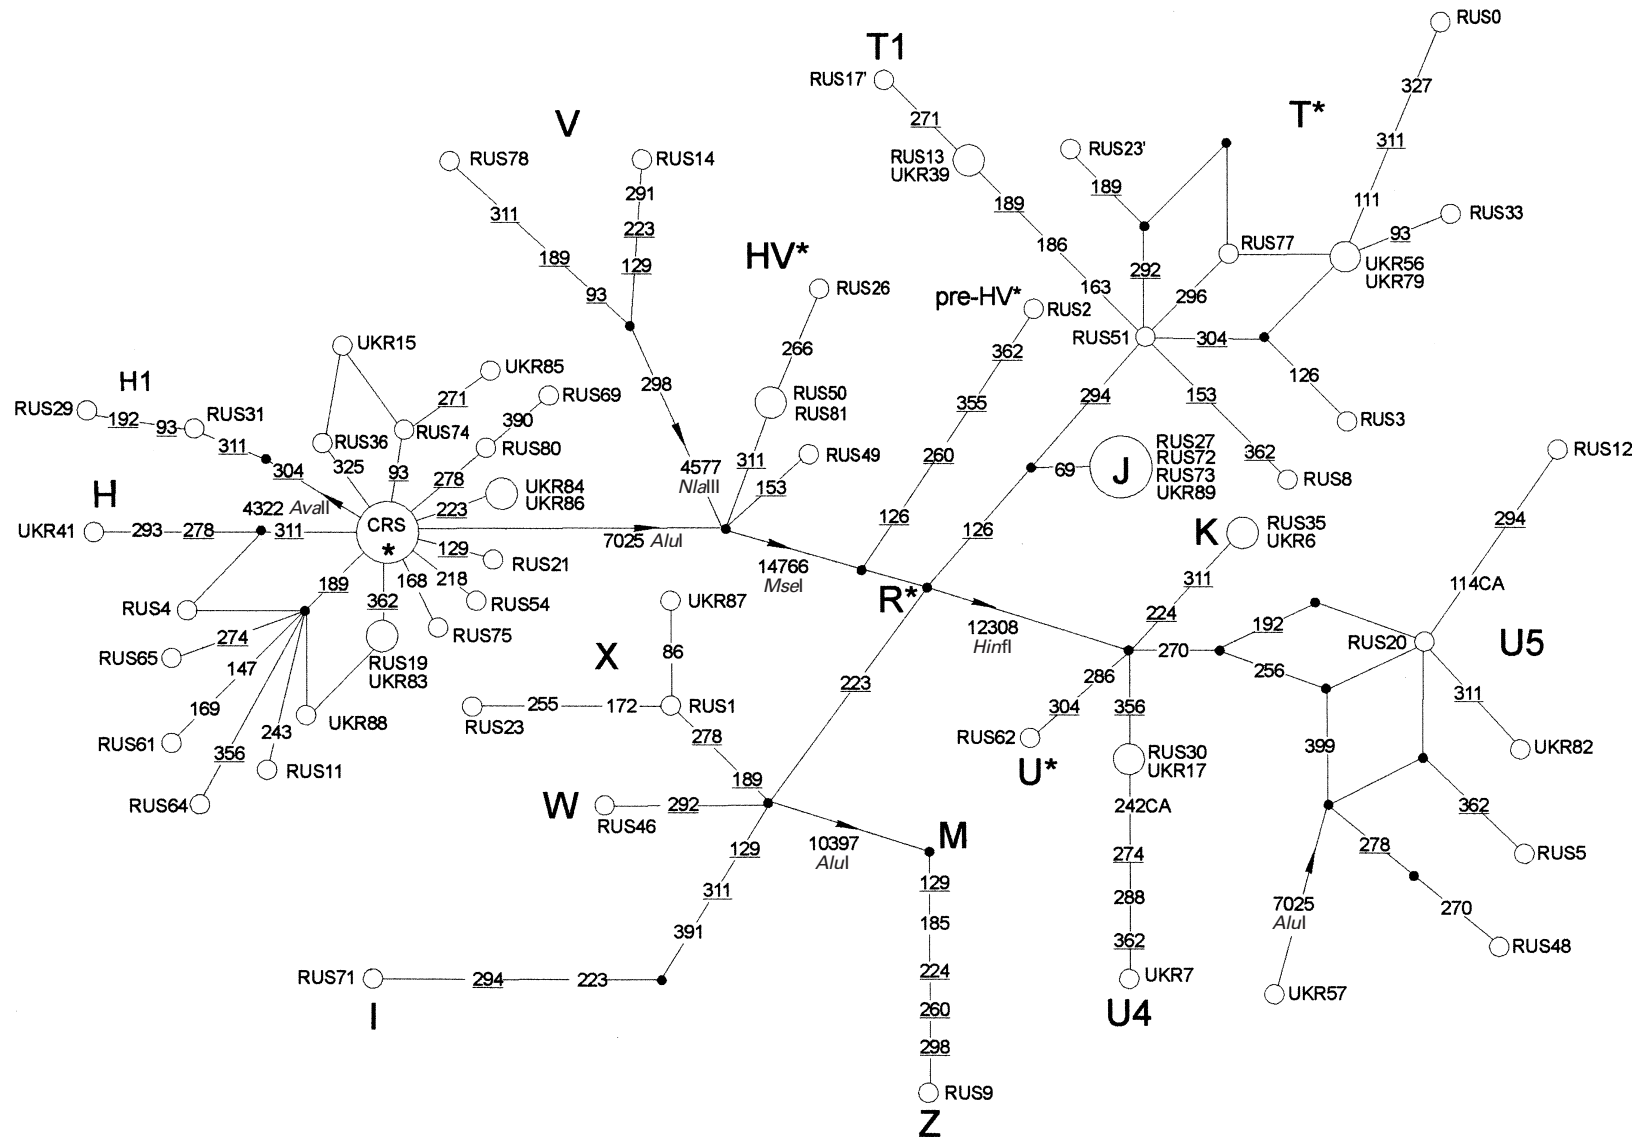 RUS0
T1
RUS17'
327
T*
271
V
RUS13
UKR39
RUS23'
311
RUS78
RUS14
291
189
189
111
RUS33
311
223
186
93
RUS77
HV*
189
129
292
UKR56
UKR79
93
163
296
RUS26
pre-HV*
RUS2
RUS51
304
UKR15
266
362
126
H1
UKR85
298
294
153
271
RUS69
RUS50
RUS81
355
RUS3
RUS29
192
93
RUS31
390
311
RUS36
RUS74
RUS80
311
RUS49
260
69
J
RUS27
RUS72
RUS73
UKR89
362
RUS8
RUS12
304
325
93
278
4577
NlaIII
153
H
4322 AvaII
223
UKR84
UKR86
126
126
K
RUS35
UKR6
294
UKR41
293
278
311
CRS
*
7025 AluI
311
129
RUS21
14766
MseI
114CA
189
168
218
R*
224
RUS4
362
RUS54
UKR87
12308
HinfI
192
RUS20
U5
RUS75
270
274
RUS65
RUS19
UKR83
X
86
286
256
147
223
356
311
169
UKR88
RUS23
255
172
RUS1
304
RUS62
RUS61
243
278
U*
RUS30
UKR17
399
UKR82
356
RUS11
189
242CA
RUS64
W
292
RUS46
362
10397
AluI
M
278
RUS5
129
274
129
311
288
7025
AluI
270
391
185
362
RUS48
RUS71
294
223
224
UKR7
UKR57
I
260
U4
298
RUS9
Z